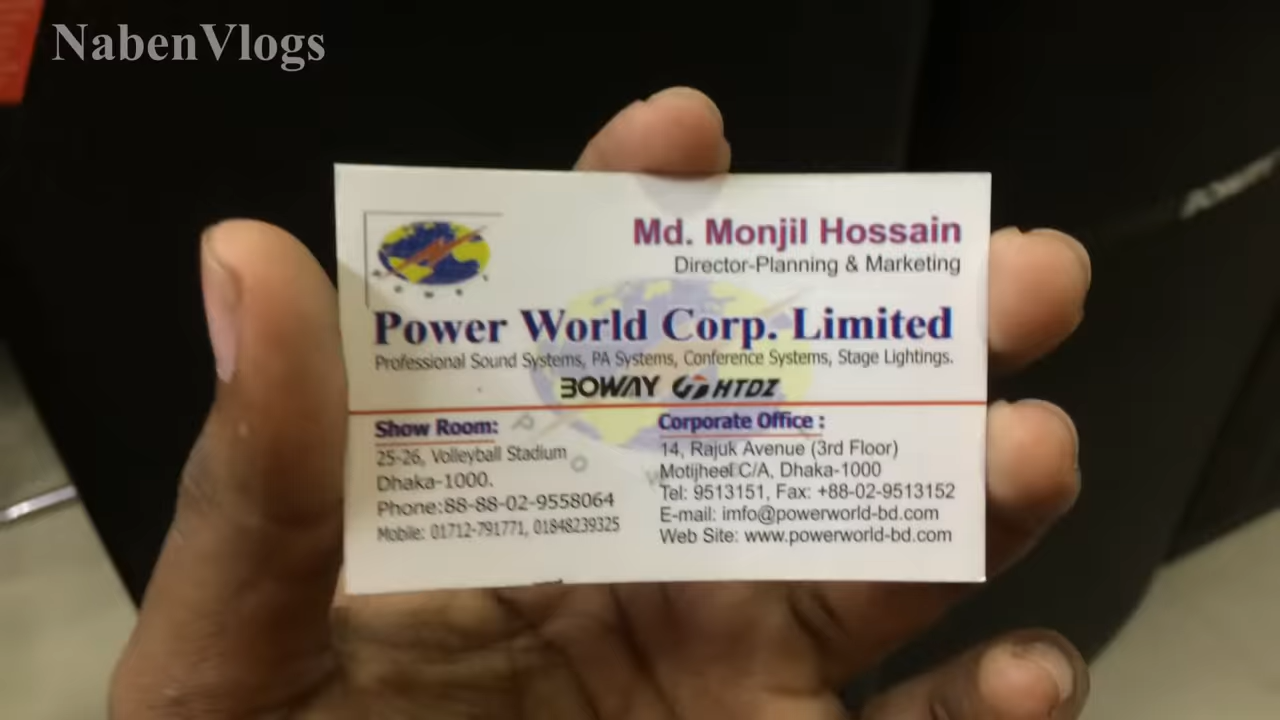 NabenVlogs
Md. Monjil Hossain
Director-Planning & Marketing
Power World Corp. Limited
Professional Sound Systems, PA Systems, Conference Systems, Stage Lightings.
BOWAY HTDZ
Show Room:
25-26, Volleyball Stadium
Dhaka-1000.
Phone:88-88-02-9558064
Mobile: 01712-791771, 01848239325
Corporate Office :
14, Rajuk Avenue (3rd Floor)
Motijheel C/A, Dhaka-1000
Tel: 9513151, Fax: +88-02-9513152
E-mail: imfo@powerworld-bd.com
Web Site: www.powerworld-bd.com